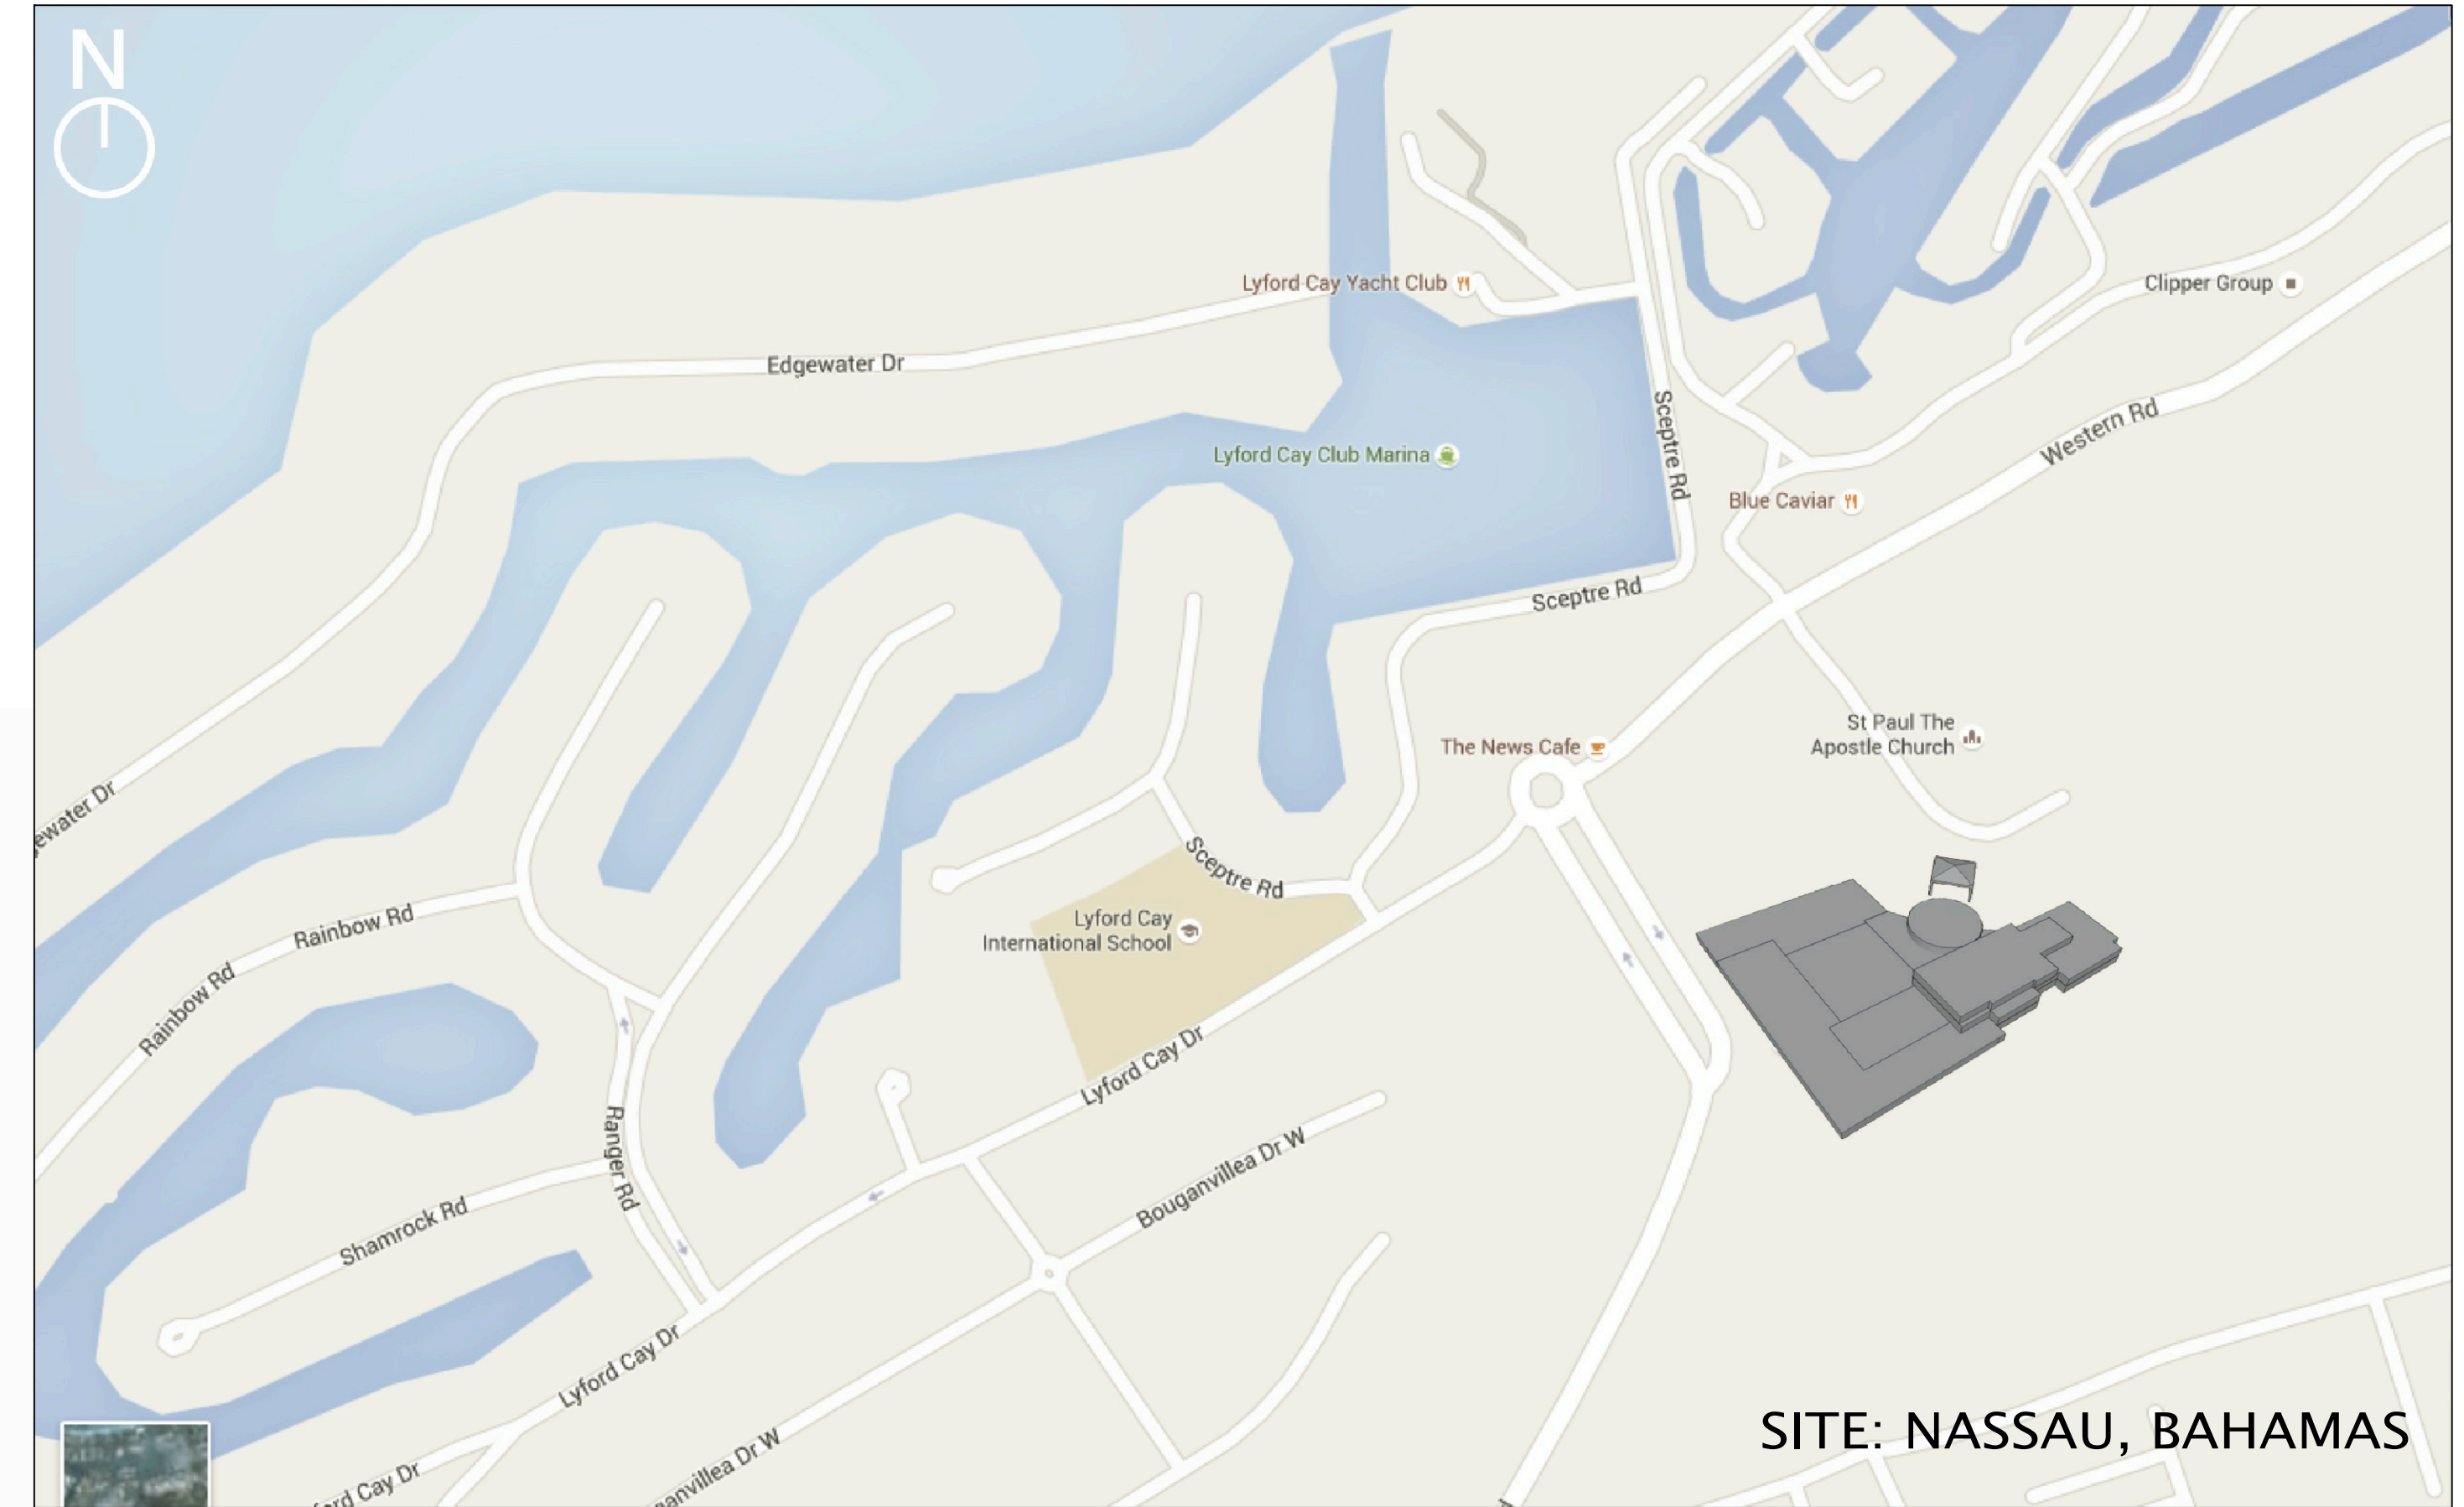 N
Lyford Cay Yacht Club
Clipper Group
Edgewater Dr
Sceptre Rd
Western Rd
Lyford Cay Club Marina
Blue Caviar
Sceptre Rd
St Paul The
Apostle Church
The News Cafe
ewater Dr
Sceptre Rd
Rainbow Rd
Lyford Cay
International School
Rainbow Rd
Lyford Cay Dr
Ranger Rd
Bouganvillea Dr W
Shamrock Rd
Lyford Cay Dr
SITE: NASSAU, BAHAMAS
anvillea Dr W
ord Cay Dr